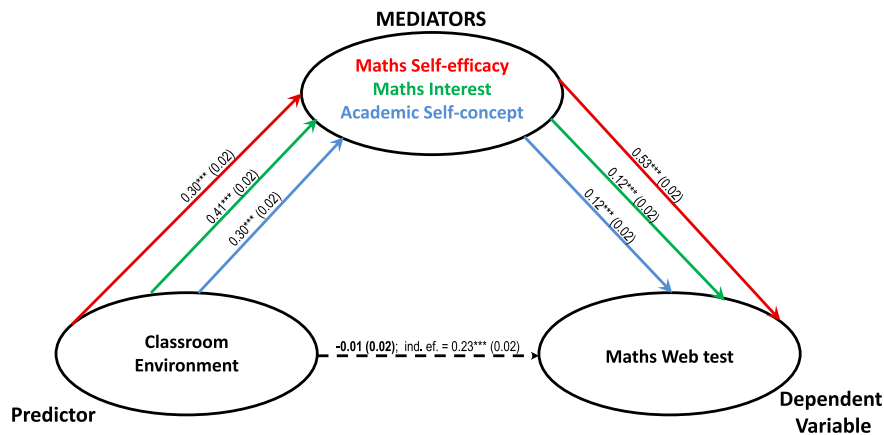 MEDIATORS
Maths Self-efficacy
Maths Interest
Academic Self-concept
0.30*** (0.02)
0.41*** (0.02)
0.30*** (0.02)
0.53*** (0.02)
0.12*** (0.02)
0.12*** (0.02)
Classroom
Environment
-0.01 (0.02); ind. ef. = 0.23*** (0.02)
Maths Web test
Predictor
Dependent
Variable